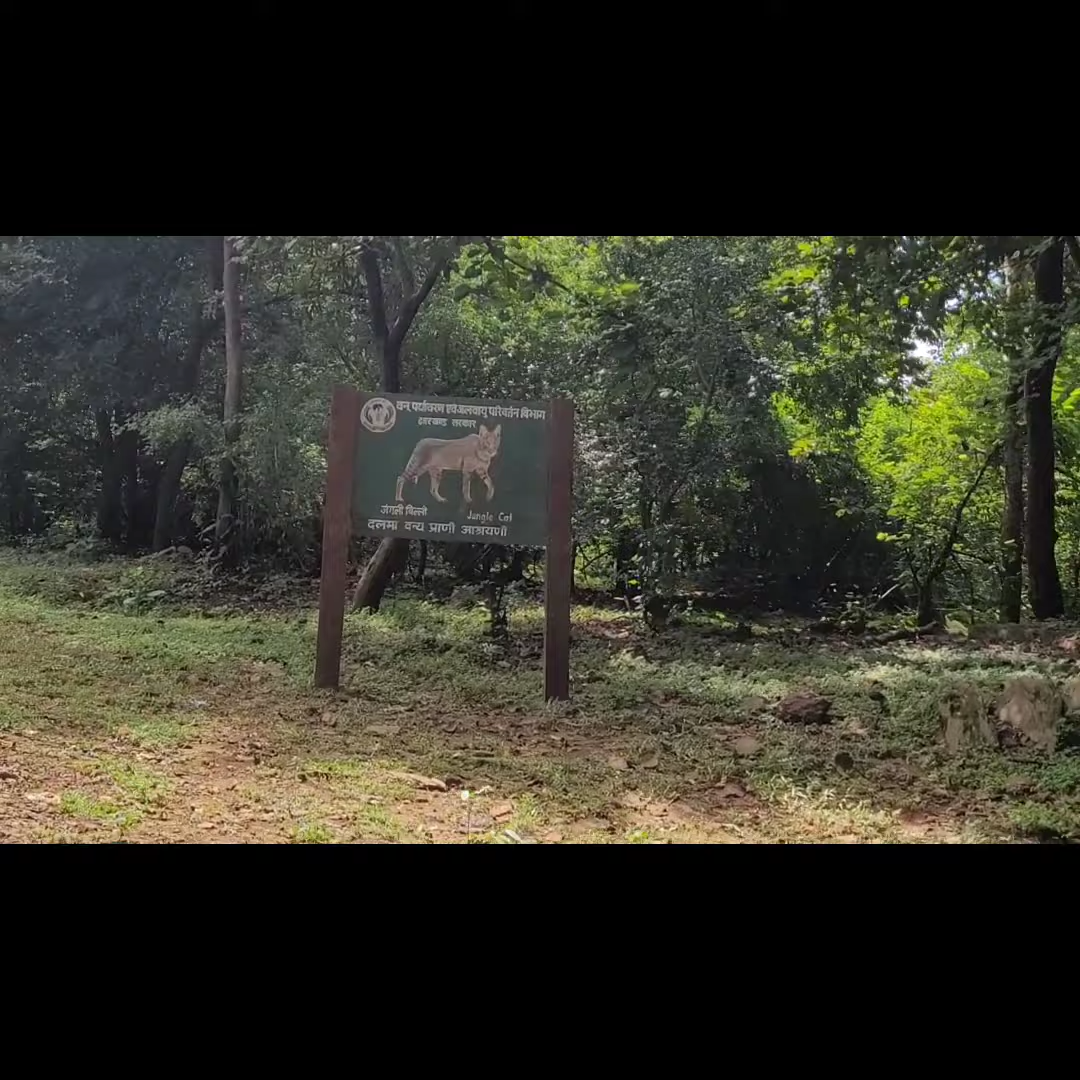 वन, पर्यावरण एवं जलवायु परिवर्तन विभाग
झारखण्ड सरकार
जंगली बिल्ली
Jungle Cat
दलमा वन्य प्राणी आश्रयणी